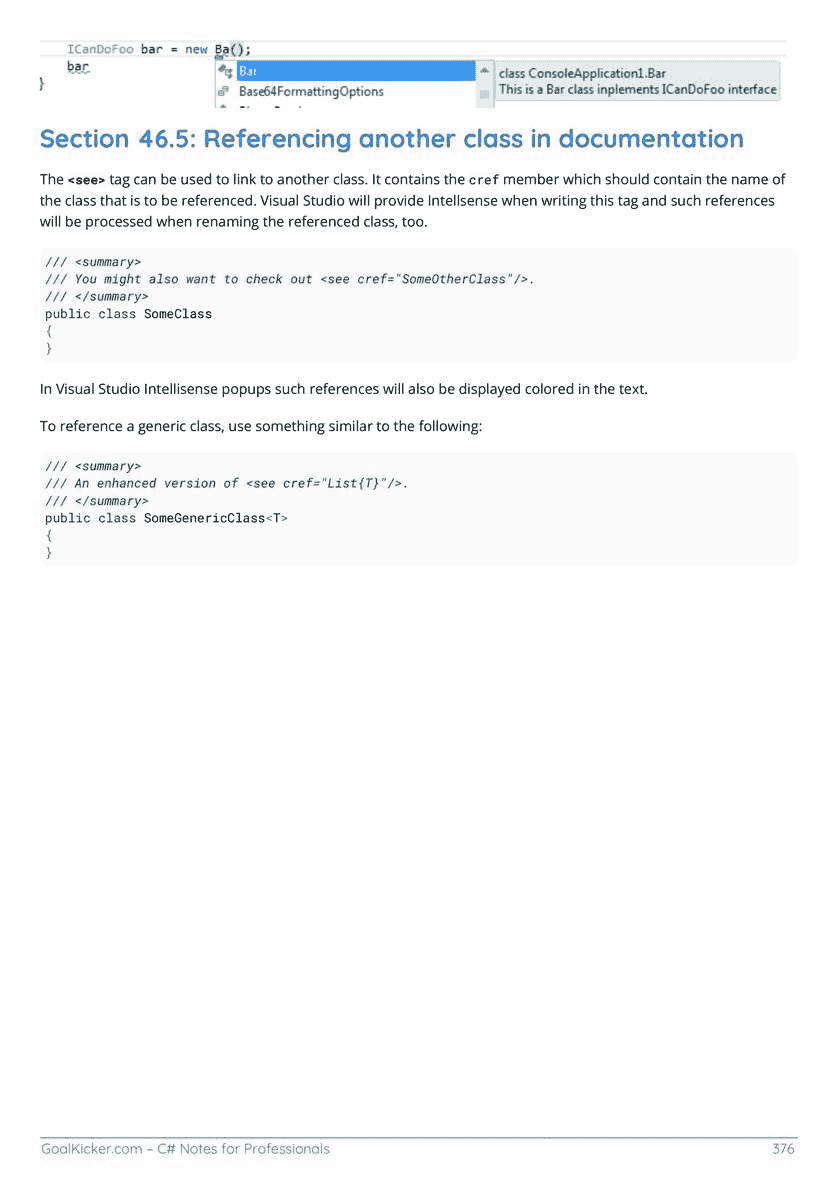 ICanDoFoo bar = new Ba();
bar
}
Bar
Base64FormattingOptions
class ConsoleApplication1.Bar
This is a Bar class inplements ICanDoFoo interface
Section 46.5: Referencing another class in documentation
The <see> tag can be used to link to another class. It contains the cref member which should contain the name of
the class that is to be referenced. Visual Studio will provide Intellsense when writing this tag and such references
will be processed when renaming the referenced class, too.
/// <summary>
/// You might also want to check out <see cref="SomeOtherClass"/>.
/// </summary>
public class SomeClass
{
}
In Visual Studio Intellisense popups such references will also be displayed colored in the text.
To reference a generic class, use something similar to the following:
/// <summary>
/// An enhanced version of <see cref="List{T}"/>.
/// </summary>
public class SomeGenericClass<T>
{
}
GoalKicker.com – C# Notes for Professionals 376